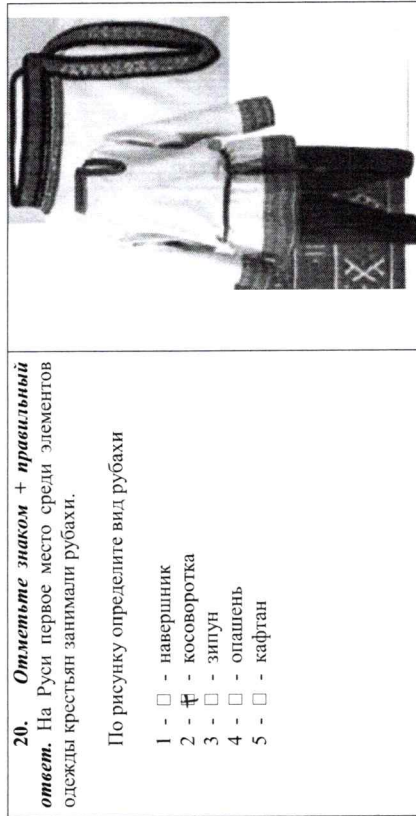 20. Отметьте знаком + правильный
ответ. На Руси первое место среди элементов
одежды крестьян занимали рубахи.
По рисунку определите вид рубахи
1 - □ - навершник
2 - □ - косоворотка
3 - □ - зипун
4 - □ - опашень
5 - □ - кафтан